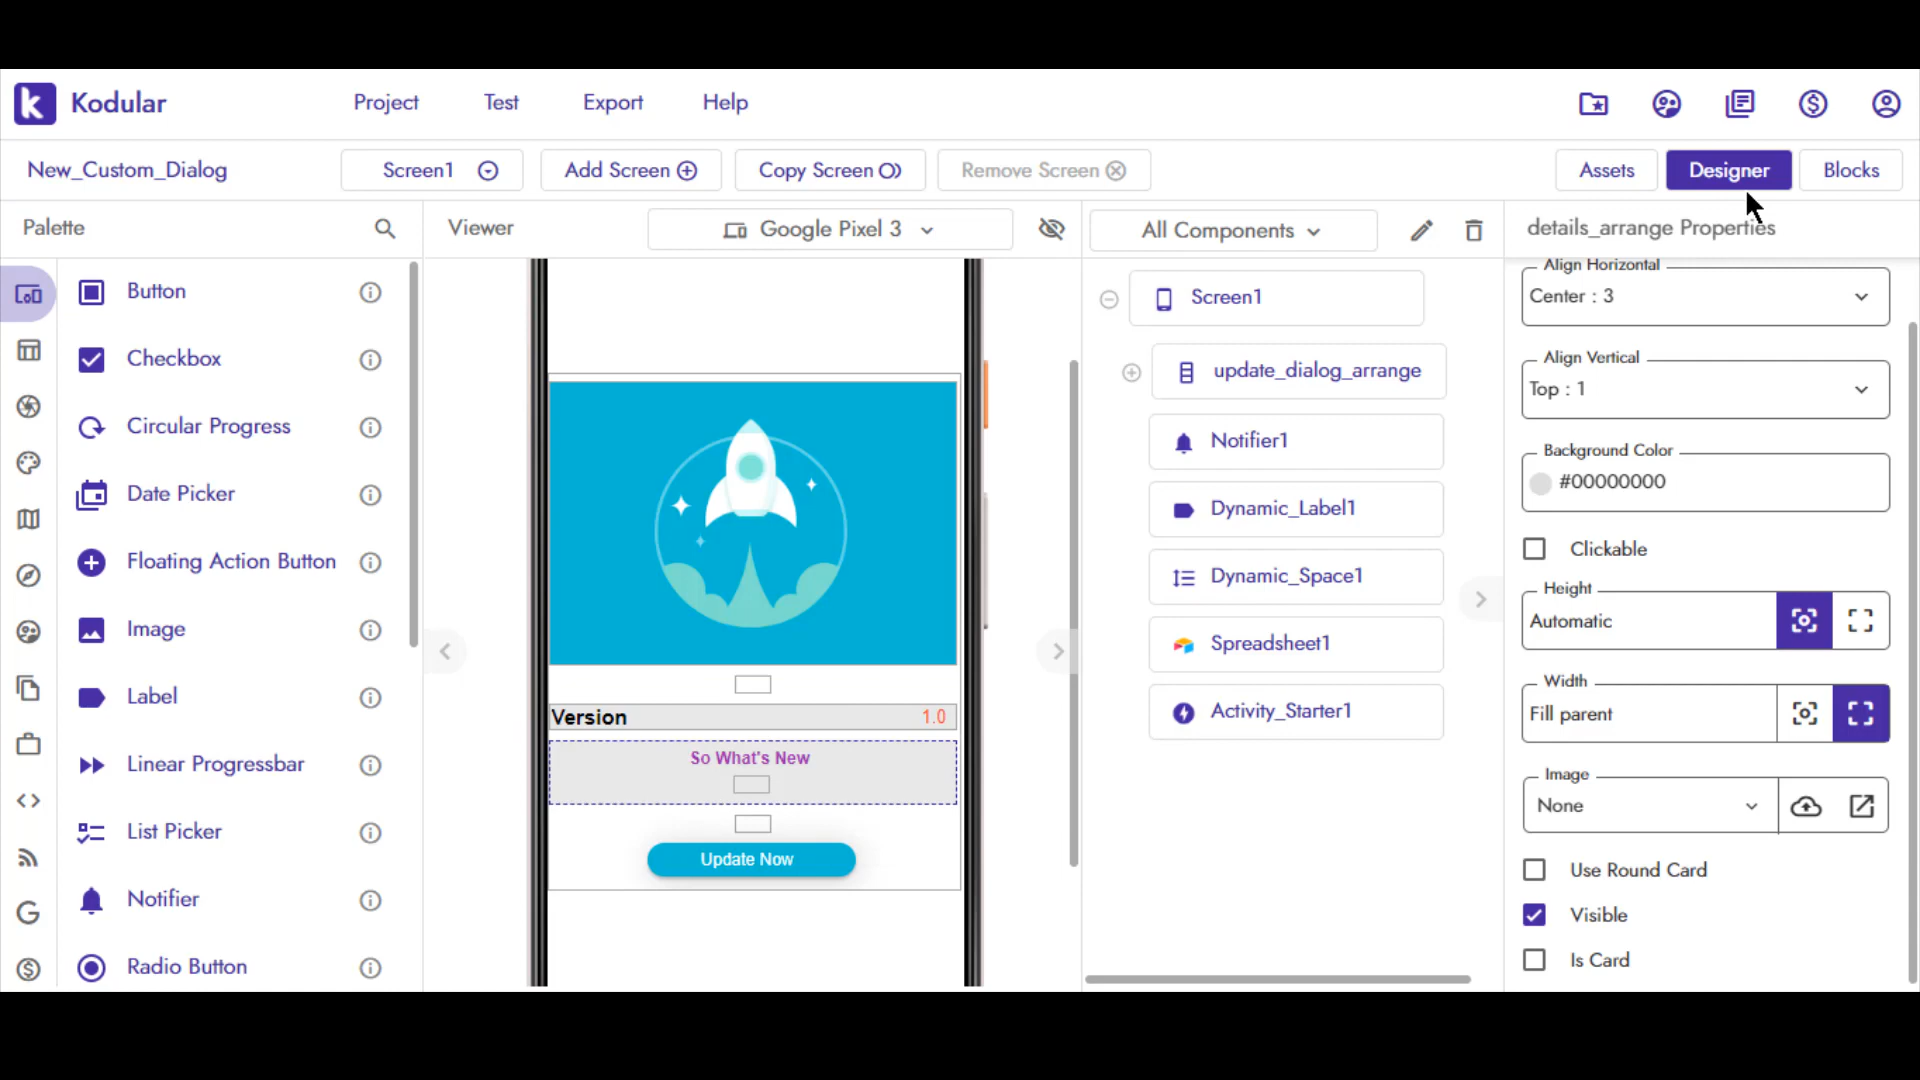 Kodular
Project
Test
Export
Help
New_Custom_Dialog
Screen1
Add Screen
Copy Screen
Remove Screen
Assets
Designer
Blocks
Palette
Viewer
Google Pixel 3
All Components
details_arrange Properties
Button
Checkbox
Circular Progress
Date Picker
Floating Action Button
Image
Label
Linear Progressbar
List Picker
Notifier
Radio Button
Version
1.0
So What's New
Update Now
Screen1
update_dialog_arrange
Notifier1
Dynamic_Label1
Dynamic_Space1
Spreadsheet1
Activity_Starter1
Align Horizontal
Center : 3
Align Vertical
Top : 1
Background Color
#00000000
Clickable
Height
Automatic
Width
Fill parent
Image
None
Use Round Card
Visible
Is Card